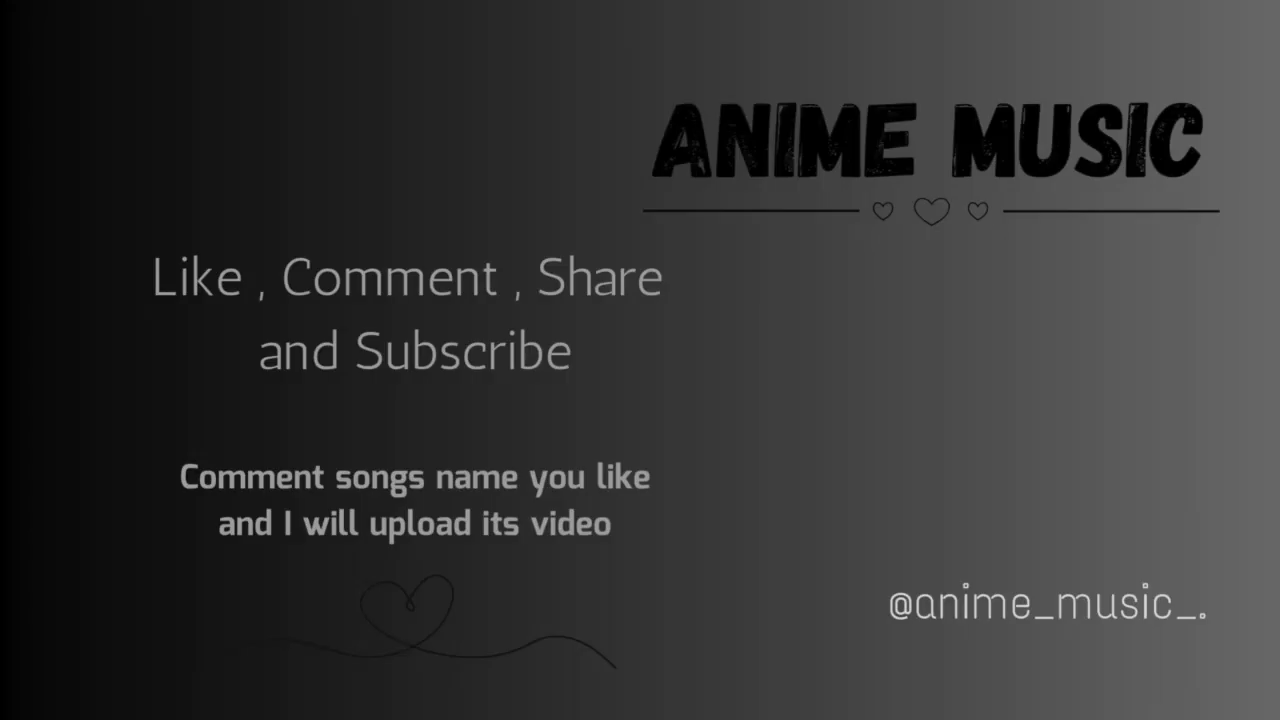 ANIME MUSIC
Like , Comment , Share
and Subscribe
Comment songs name you like
and I will upload its video
@anime_music_.